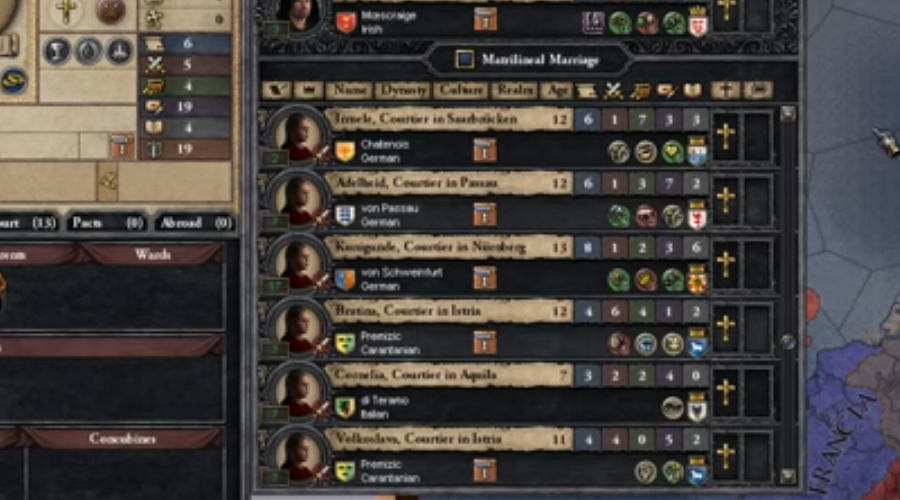 0
6
5
4
19
4
19
(13) Pacts (0) Abroad (0)
Wards
Concubines
Irish
Matrilineal Marriage
Name Dynasty Culture Realm Age
Irmele, Courtier in Saarbrücken 12 6 1 7 3 3
Chatenois
German
Adelheid, Courtier in Passau 12 6 1 3 7 2
von Passau
German
Kunigunde, Courtier in Nürnberg 13 8 1 2 3 6
von Schweinfurt
German
Bratina, Courtier in Istria 12 4 6 4 1 2
Premizic
Carantanian
Cornelia, Courtier in Aquila 7 3 2 2 4 0
di Teramo
Italian
Volkoslava, Courtier in Istria 11 4 4 0 5 2
Premizic
Carantanian
FRANCIA